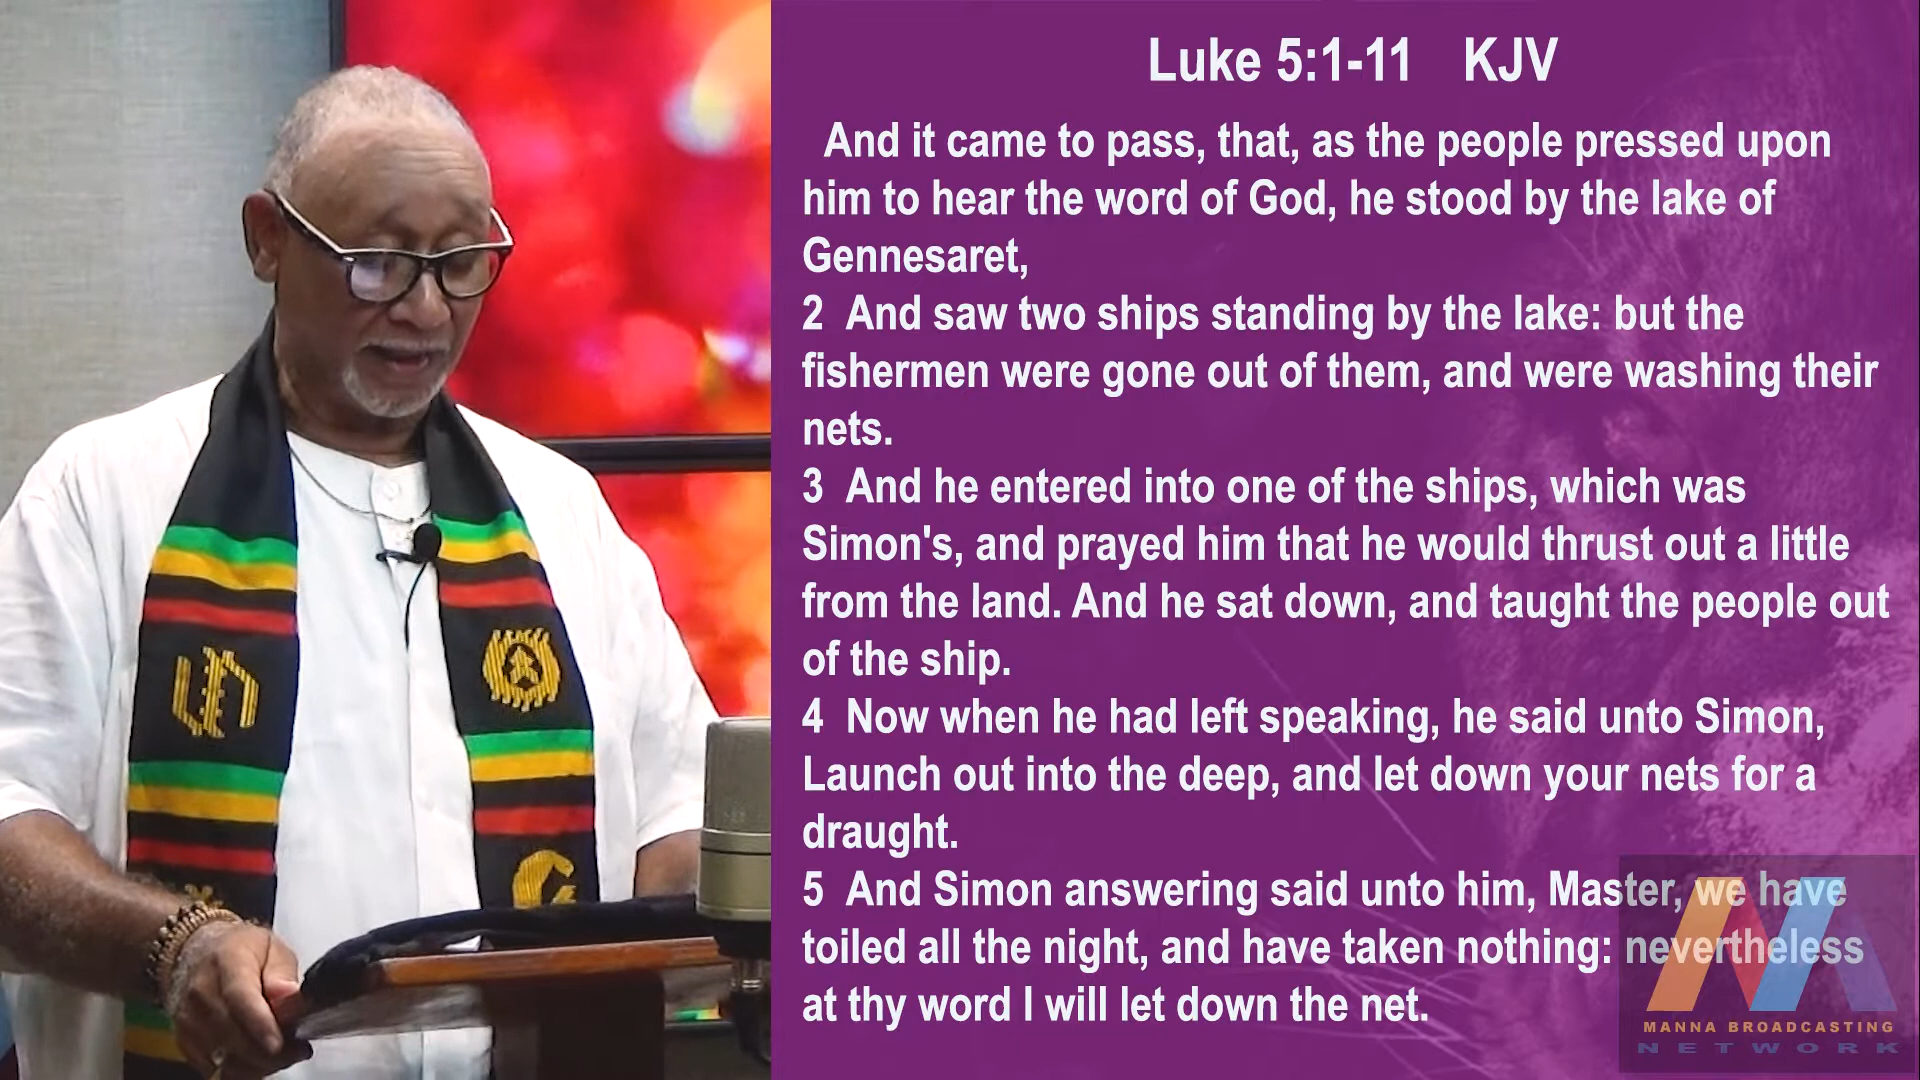 Luke 5:1-11 KJV
And it came to pass, that, as the people pressed upon
him to hear the word of God, he stood by the lake of
Gennesaret,
2 And saw two ships standing by the lake: but the
fishermen were gone out of them, and were washing their
nets.
3 And he entered into one of the ships, which was
Simon's, and prayed him that he would thrust out a little
from the land. And he sat down, and taught the people out
of the ship.
4 Now when he had left speaking, he said unto Simon,
Launch out into the deep, and let down your nets for a
draught.
5 And Simon answering said unto him, Master, we have
toiled all the night, and have taken nothing: nevertheless
at thy word I will let down the net.
MANNA BROADCASTING
NETWORK